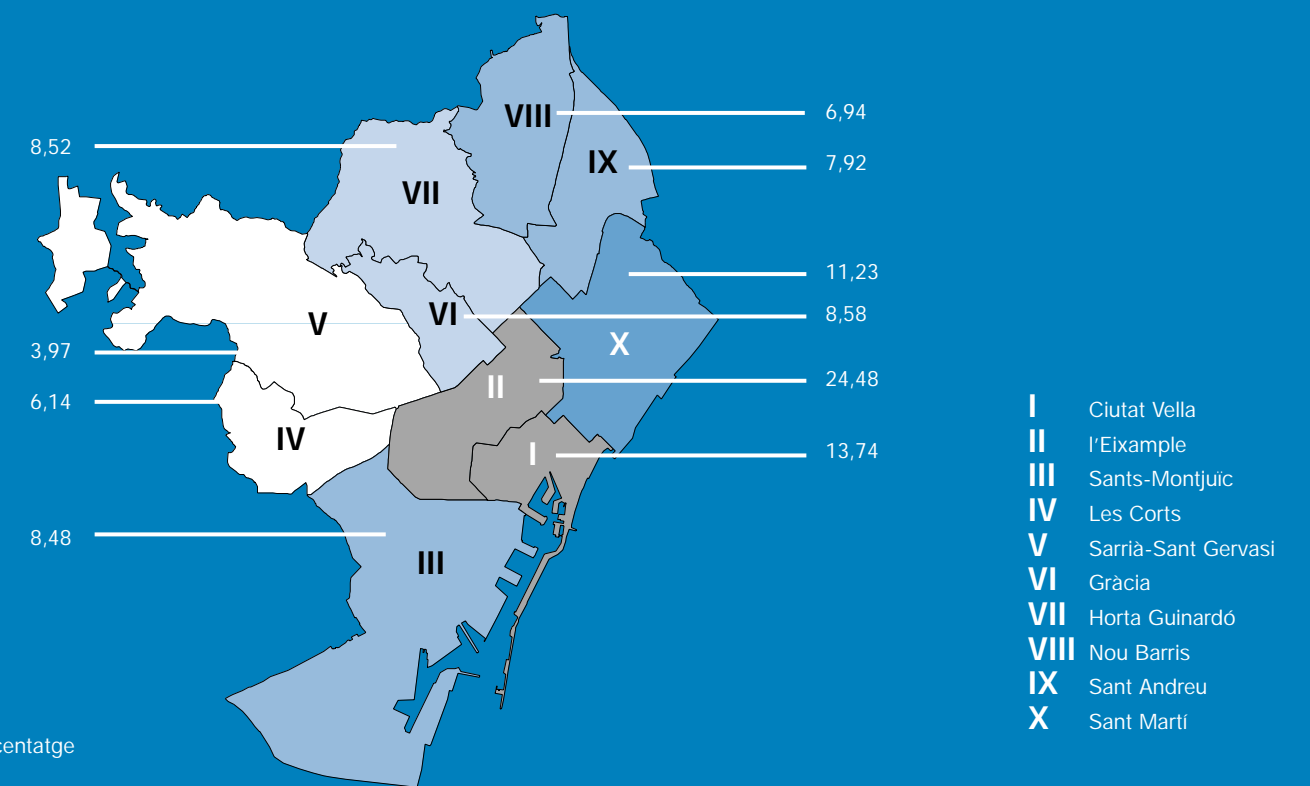 VIII
6,94
8,52
IX
7,92
VII
11,23
VI
8,58
V
X
3,97
24,48
II
6,14
I
Ciutat Vella
IV
I
13,74
II
l'Eixample
III
Sants-Montjuïc
IV
Les Corts
8,48
V
Sarrià-Sant Gervasi
III
VI
Gràcia
VII
Horta Guinardó
VIII
Nou Barris
IX
Sant Andreu
X
Sant Martí